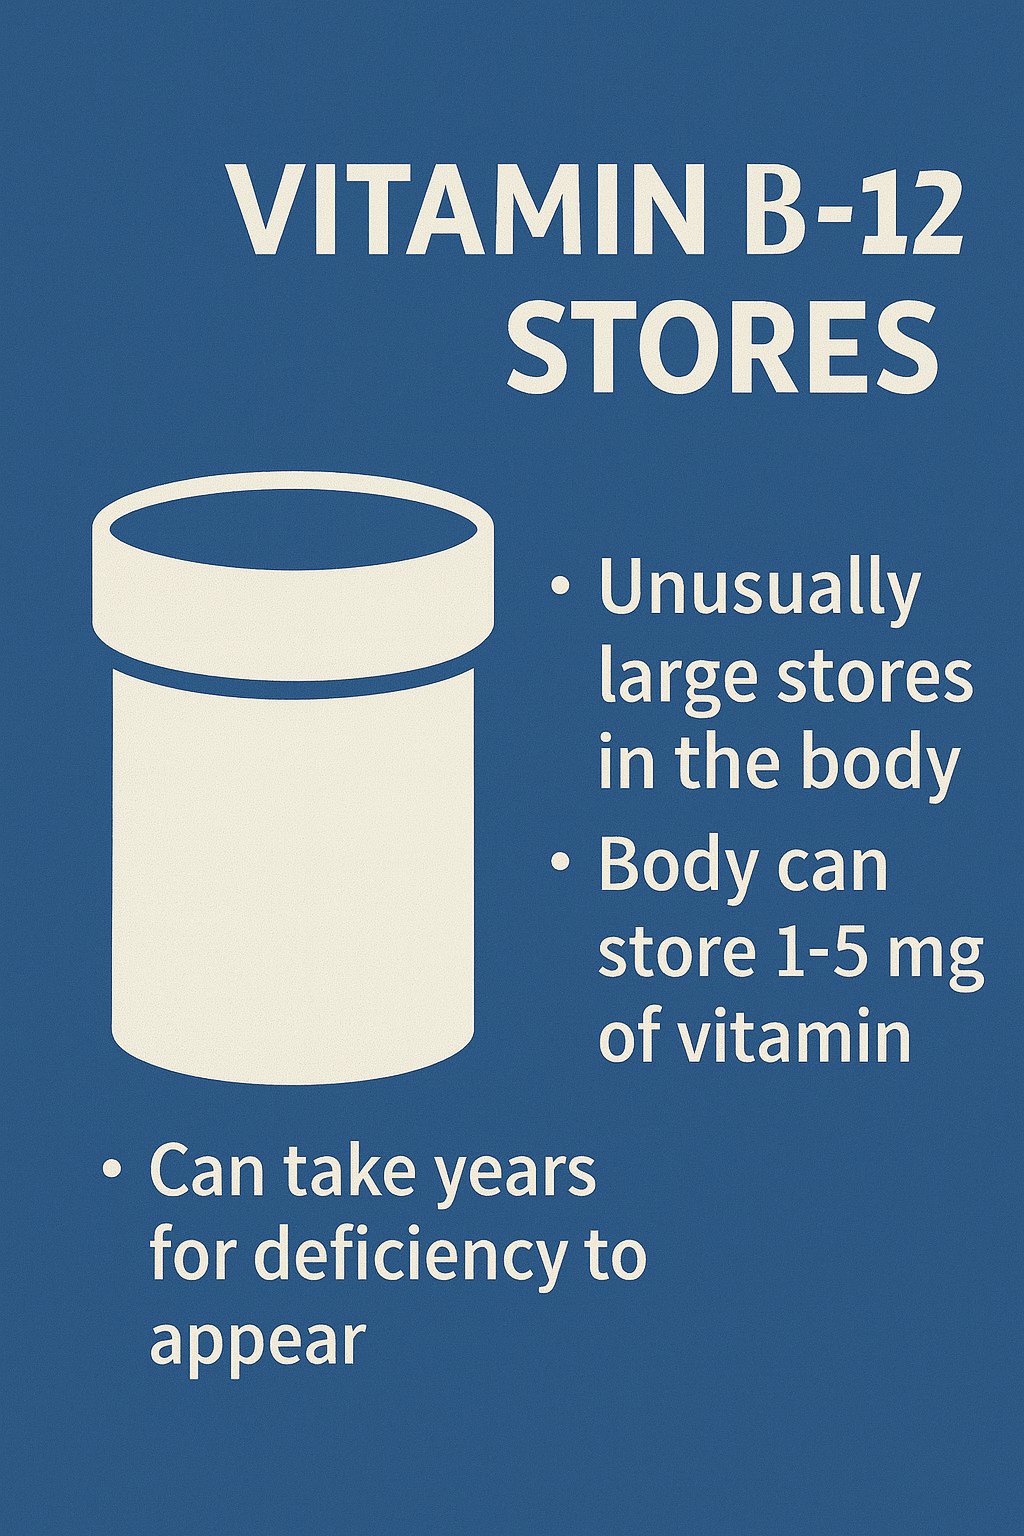 VITAMIN B-12
STORES
• Unusually
large stores
in the body
• Body can
store 1-5 mg
of vitamin
• Can take years
for deficiency to
appear